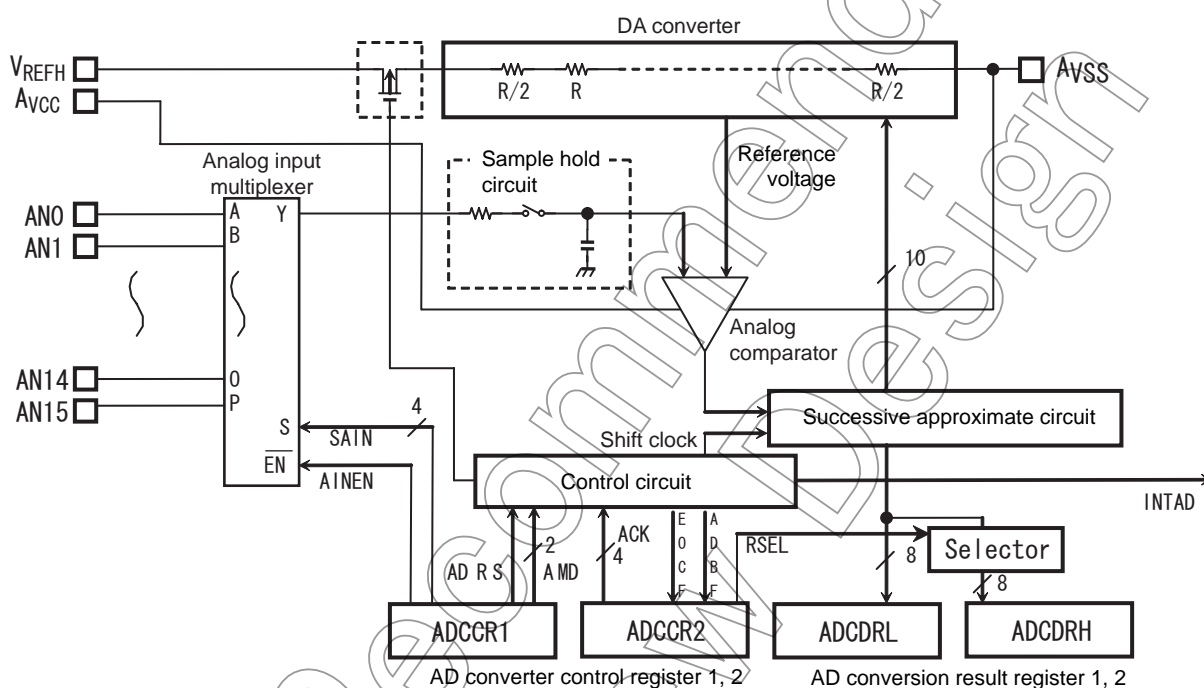 DA converter
VREFH
AVCC
AVSS
R/2
R
R/2
Analog input
multiplexer
Sample hold
circuit
Reference
voltage
AN0
AN1
A
B
Y
10
Analog
comparator
AN14
AN15
O
P
S
EN
SAIN
4
AINEN
Successive approximate circuit
Shift clock
Control circuit
INTAD
ADRS
2
AMD
ACK
4
EOCF
ADBF
RSEL
8
Selector
8
ADCCR1
ADCCR2
ADCDRL
ADCDRH
AD converter control register 1, 2
AD conversion result register 1, 2
ecommend
w Design